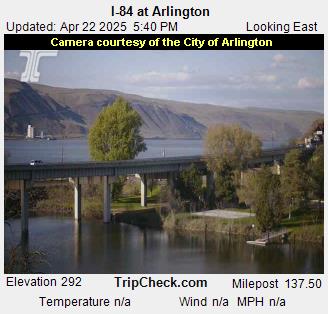 I-84 at Arlington
Updated: Apr 22 2025 5:40 PM Looking East
Camera courtesy of the City of Arlington
Elevation 292 TripCheck.com Milepost 137.50
Temperature n/a Wind n/a MPH n/a